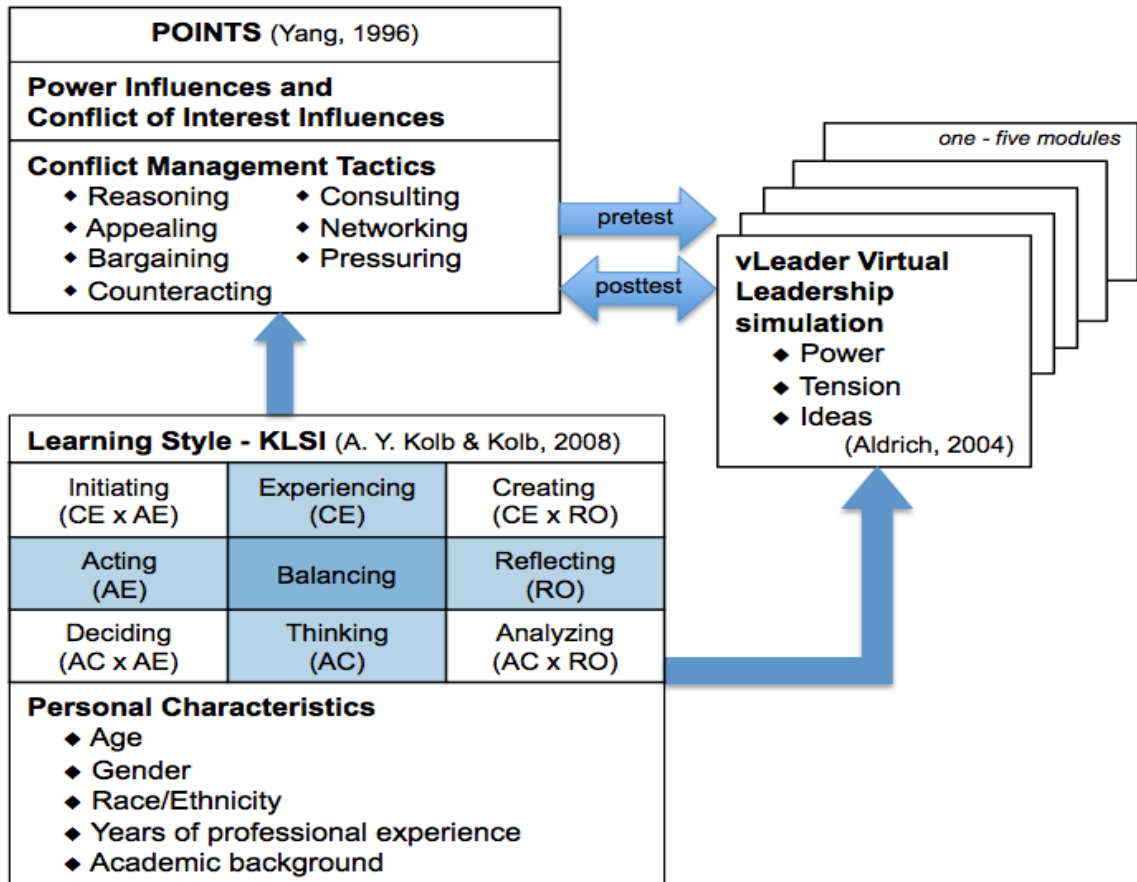 POINTS (Yang, 1996)
Power Influences and
Conflict of Interest Influences
Conflict Management Tactics
◆ Reasoning
◆ Appealing
◆ Bargaining
◆ Counteracting
◆ Consulting
◆ Networking
◆ Pressuring
pretest
posttest
one - five modules
vLeader Virtual
Leadership
simulation
◆ Power
◆ Tension
◆ Ideas
(Aldrich, 2004)
Learning Style - KLSI (A. Y. Kolb & Kolb, 2008)
Initiating
(CE x AE)
Experiencing
(CE)
Creating
(CE x RO)
Acting
(AE)
Balancing
Reflecting
(RO)
Deciding
(AC x AE)
Thinking
(AC)
Analyzing
(AC x RO)
Personal Characteristics
◆ Age
◆ Gender
◆ Race/Ethnicity
◆ Years of professional experience
◆ Academic background